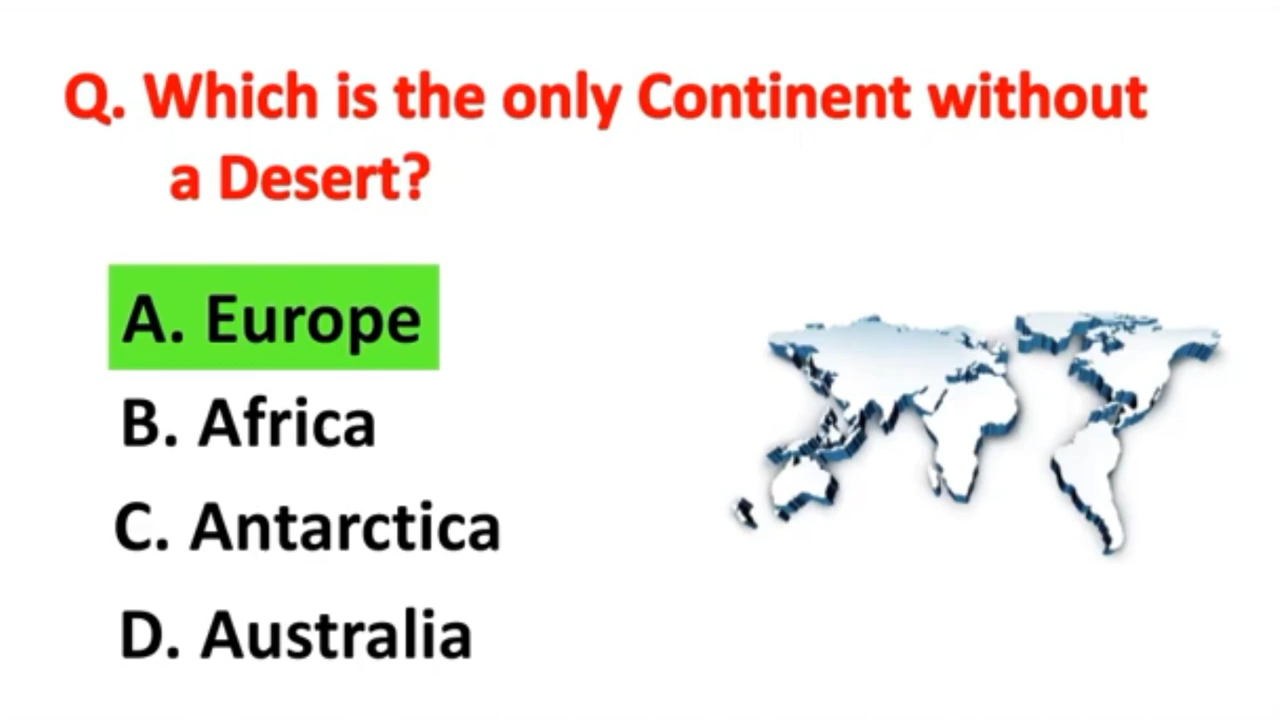 Q. Which is the only Continent without
a Desert?
A. Europe
B. Africa
C. Antarctica
D. Australia